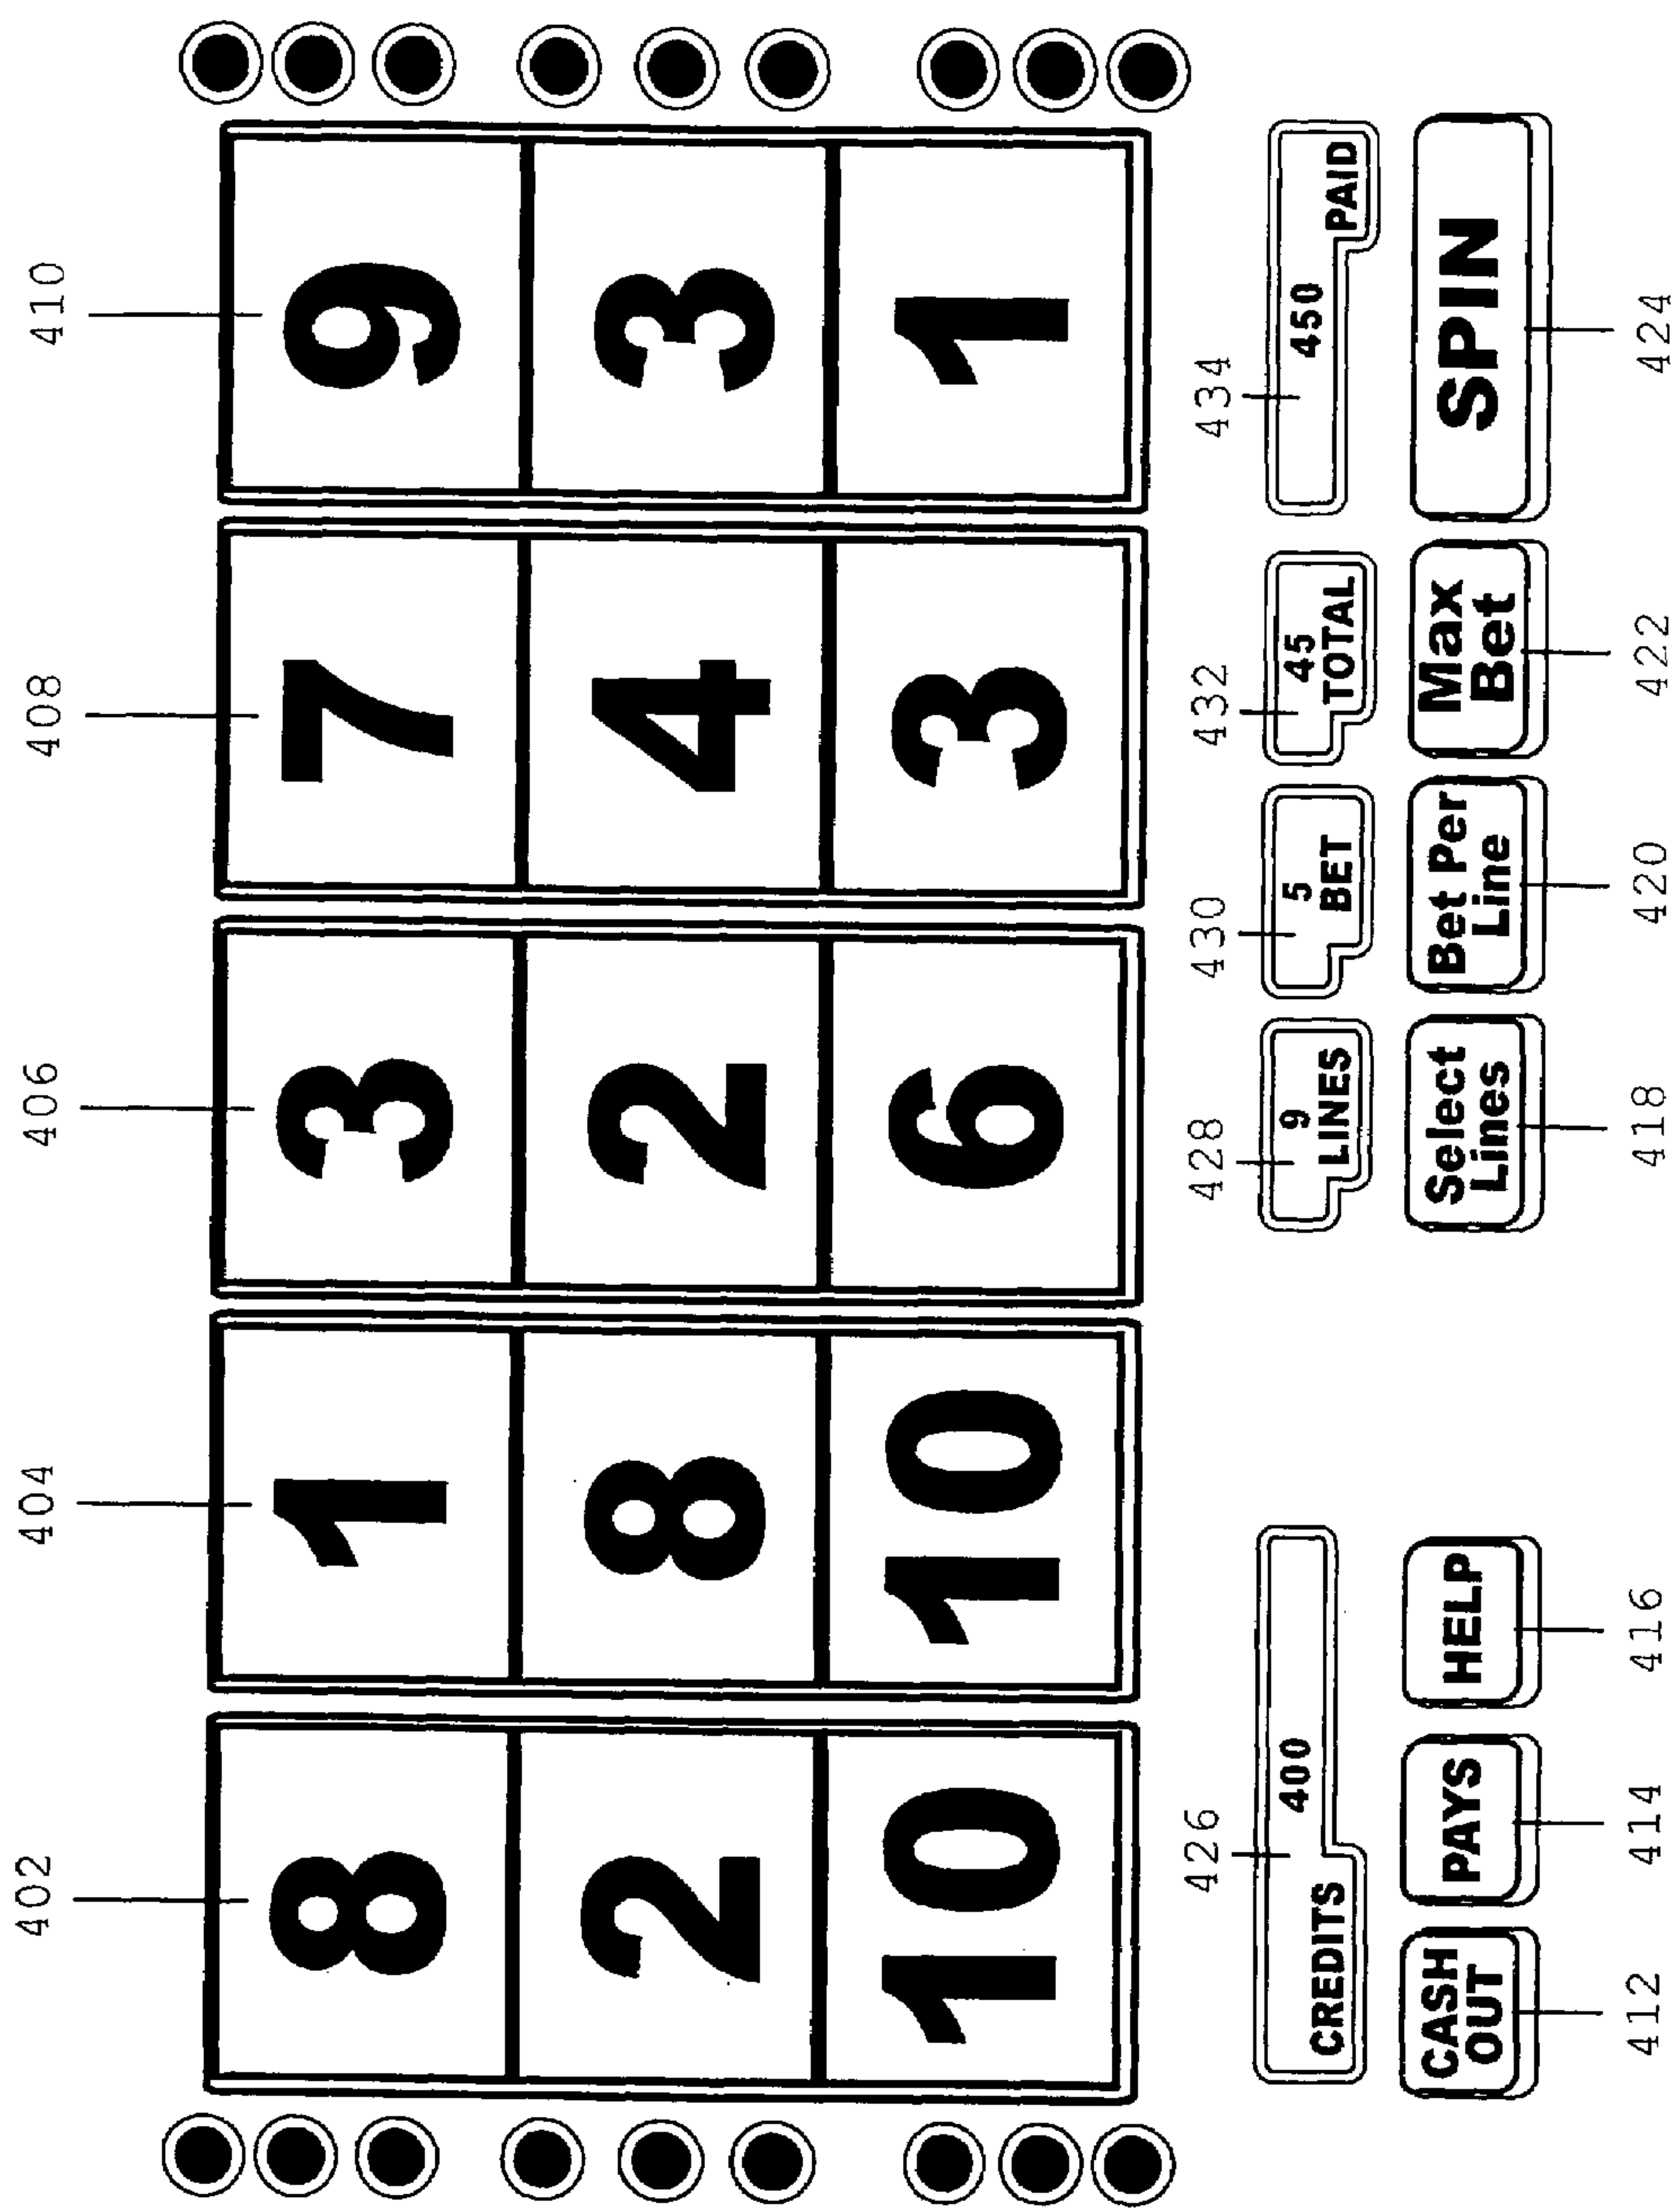 402 404 406 408 410
8 1 3 7 9
2 8 2 4 3
10 10 6 3 1
426 428 430 432 434
400 9 5 45 450
CREDITS LINES BET TOTAL PAID
CASH
OUT
PAYS
HELP
Select
Lines
Bet Per
Line
Max
Bet
SPIN
412 414 416 418 420 422 424